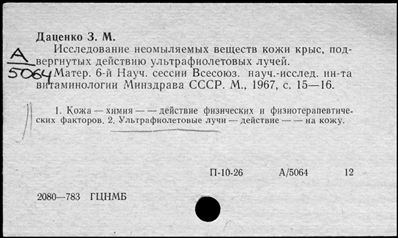 Даценко З. М.
А
5064
Исследование неомыляемых веществ кожи крыс, под-
вергнутых действию ультрафиолетовых лучей.
Матер. 6-й Науч. сессии Всесоюз. науч.-исслед. ин-та
витаминологии Минздрава СССР. М., 1967, с. 15—16.
1. Кожа — химия — — действие физических и физиотерапевтиче-
ских факторов. 2. Ультрафиолетовые лучи — действие — — на кожу.
П-10-26 А/5064 12
2080—783 ГЦНМБ